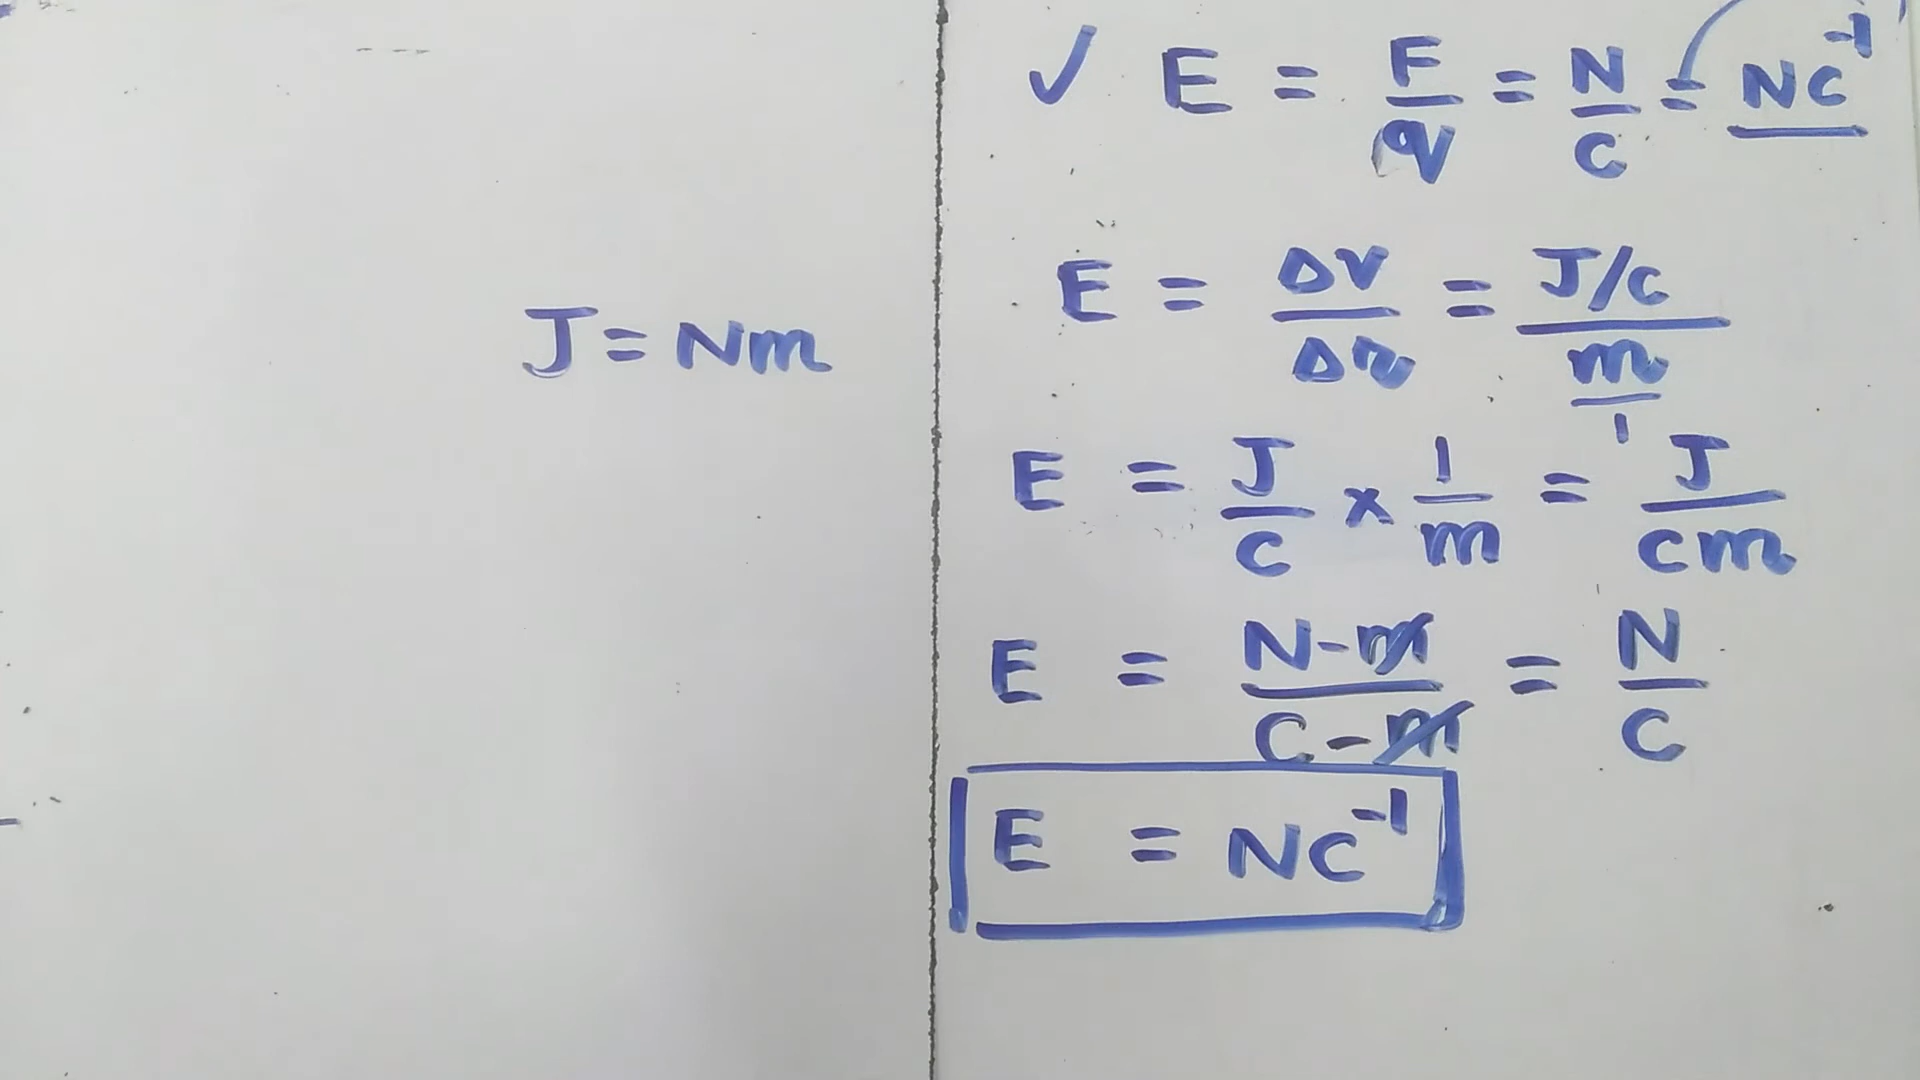 J = Nm
✓ E = F/q = N/C = NC⁻¹
E = ΔV/Δr = (J/C)/(m/1)
E = J/C × 1/m = J/Cm
E = N-m/C-m = N/C
E = NC⁻¹